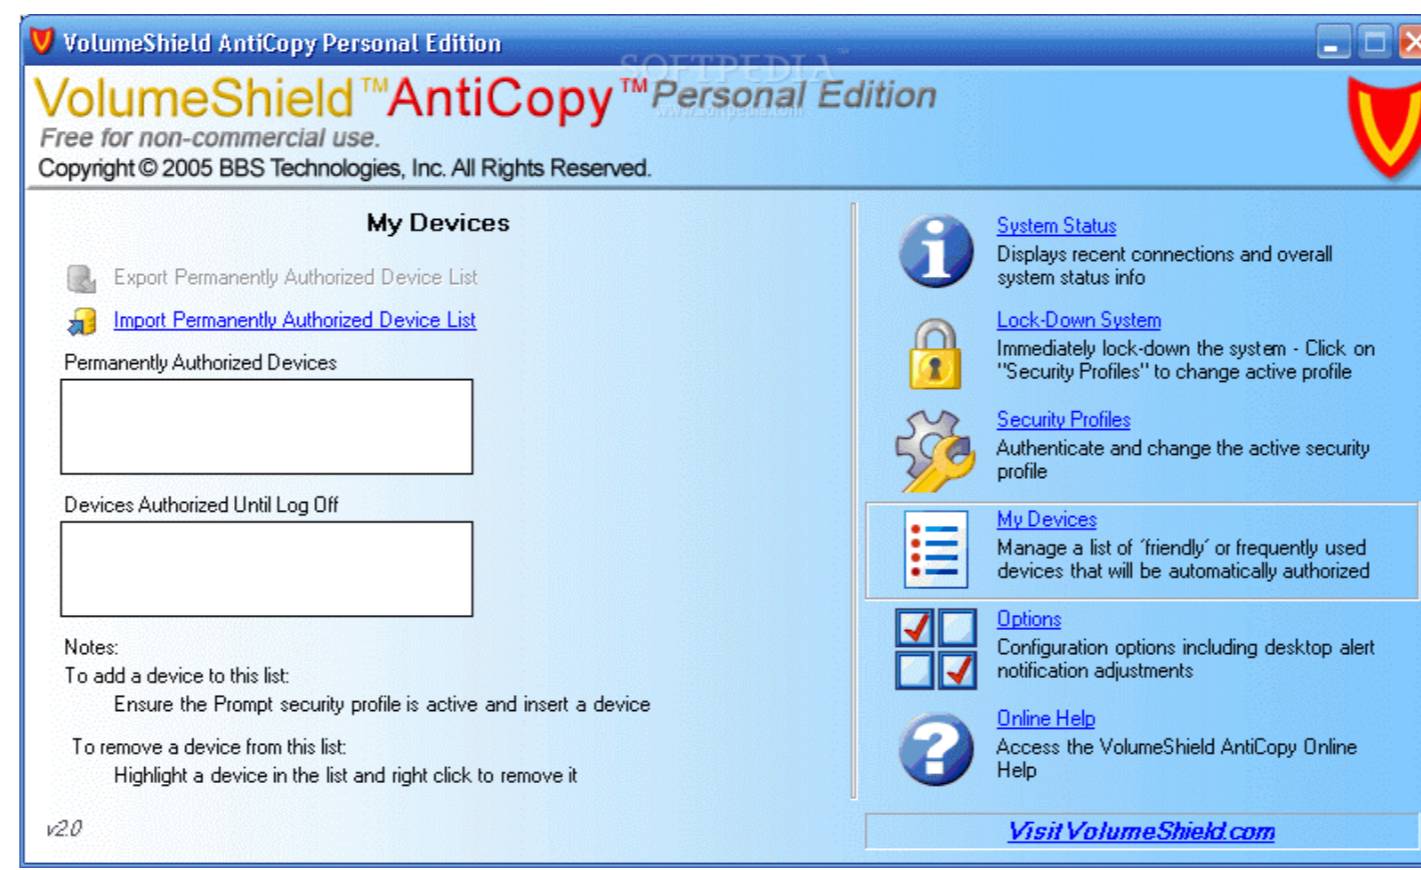 VolumeShield AntiCopy Personal Edition
SOFTPEDIA™
www.softpedia.com
VolumeShield™AntiCopy™Personal Edition
Free for non-commercial use.
Copyright © 2005 BBS Technologies, Inc. All Rights Reserved.
My Devices
Export Permanently Authorized Device List
Import Permanently Authorized Device List
Permanently Authorized Devices
Devices Authorized Until Log Off
Notes:
To add a device to this list:
Ensure the Prompt security profile is active and insert a device
To remove a device from this list:
Highlight a device in the list and right click to remove it
v2.0
System Status
Displays recent connections and overall
system status info
Lock-Down System
Immediately lock-down the system - Click on
"Security Profiles" to change active profile
Security Profiles
Authenticate and change the active security
profile
My Devices
Manage a list of ´friendly´ or frequently used
devices that will be automatically authorized
Options
Configuration options including desktop alert
notification adjustments
Online Help
Access the VolumeShield AntiCopy Online
Help
Visit VolumeShield.com